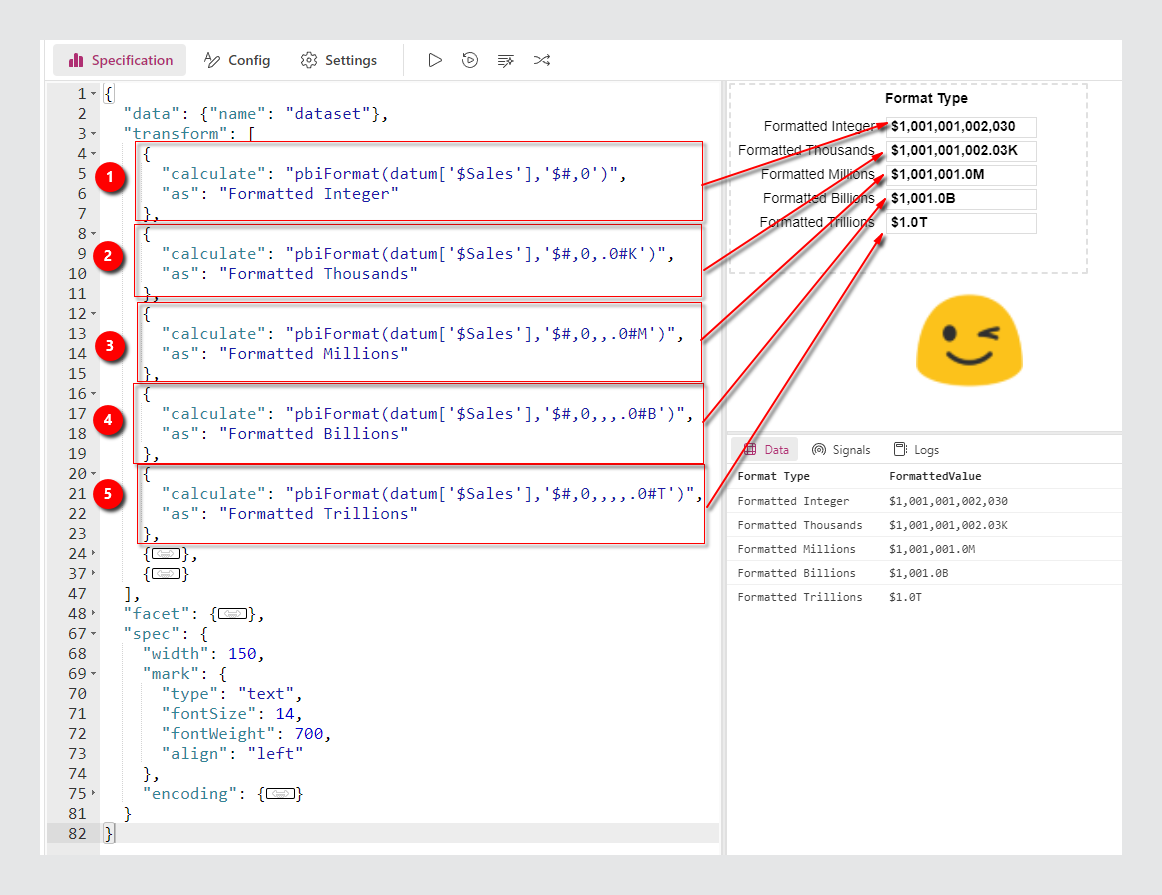 Specification Config Settings
1 {
2 "data": {"name": "dataset"},
3 "transform": [
4 {
5 "calculate": "pbiFormat(datum['$Sales'],'$#,0')",
6 "as": "Formatted Integer"
7 },
8 {
9 "calculate": "pbiFormat(datum['$Sales'],'$#,0,.0#K')",
10 "as": "Formatted Thousands"
11 },
12 {
13 "calculate": "pbiFormat(datum['$Sales'],'$#,0,,.0#M')",
14 "as": "Formatted Millions"
15 },
16 {
17 "calculate": "pbiFormat(datum['$Sales'],'$#,0,,,.0#B')",
18 "as": "Formatted Billions"
19 },
20 {
21 "calculate": "pbiFormat(datum['$Sales'],'$#,0,,,,.0#T')",
22 "as": "Formatted Trillions"
23 },
24 {},
37 {}
47 ],
48 "facet": {},
67 "spec": {
68 "width": 150,
69 "mark": {
70 "type": "text",
71 "fontSize": 14,
72 "fontWeight": 700,
73 "align": "left"
74 },
75 "encoding": {}
81 }
82 }
1
2
3
4
5
Format Type
Formatted Integer $1,001,001,002,030
Formatted Thousands $1,001,001,002.03K
Formatted Millions $1,001,001.0M
Formatted Billions $1,001.0B
Formatted Trillions $1.0T
Data Signals Logs
Format Type FormattedValue
Formatted Integer $1,001,001,002,030
Formatted Thousands $1,001,001,002.03K
Formatted Millions $1,001,001.0M
Formatted Billions $1,001.0B
Formatted Trillions $1.0T